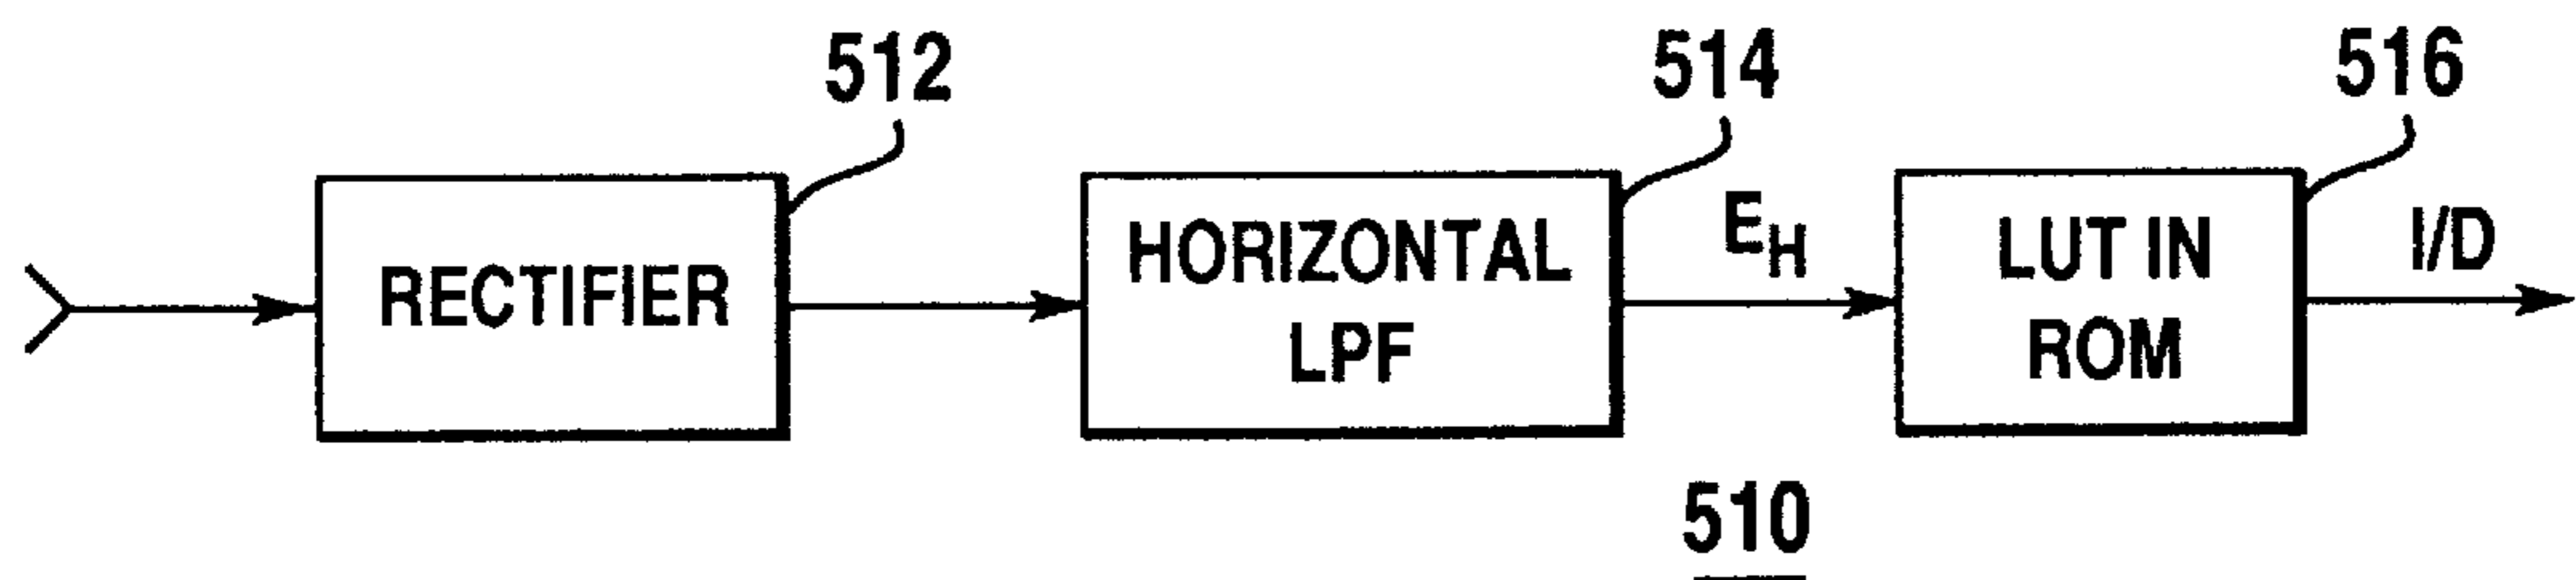 512
514
516
RECTIFIER
HORIZONTAL
LPF
E_H
LUT IN
ROM
I/D
510